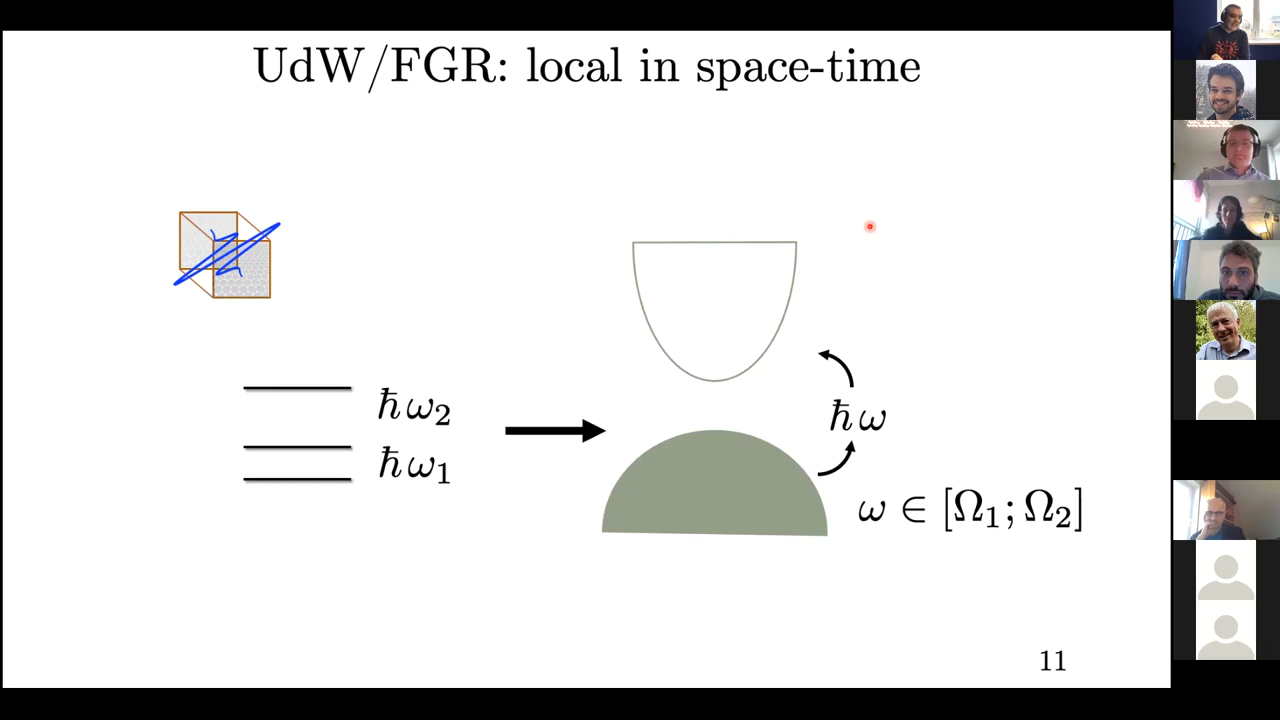 UdW/FGR: local in space-time
ħω₂
ħω₁
ħω
ω ∈ [Ω₁; Ω₂]
11